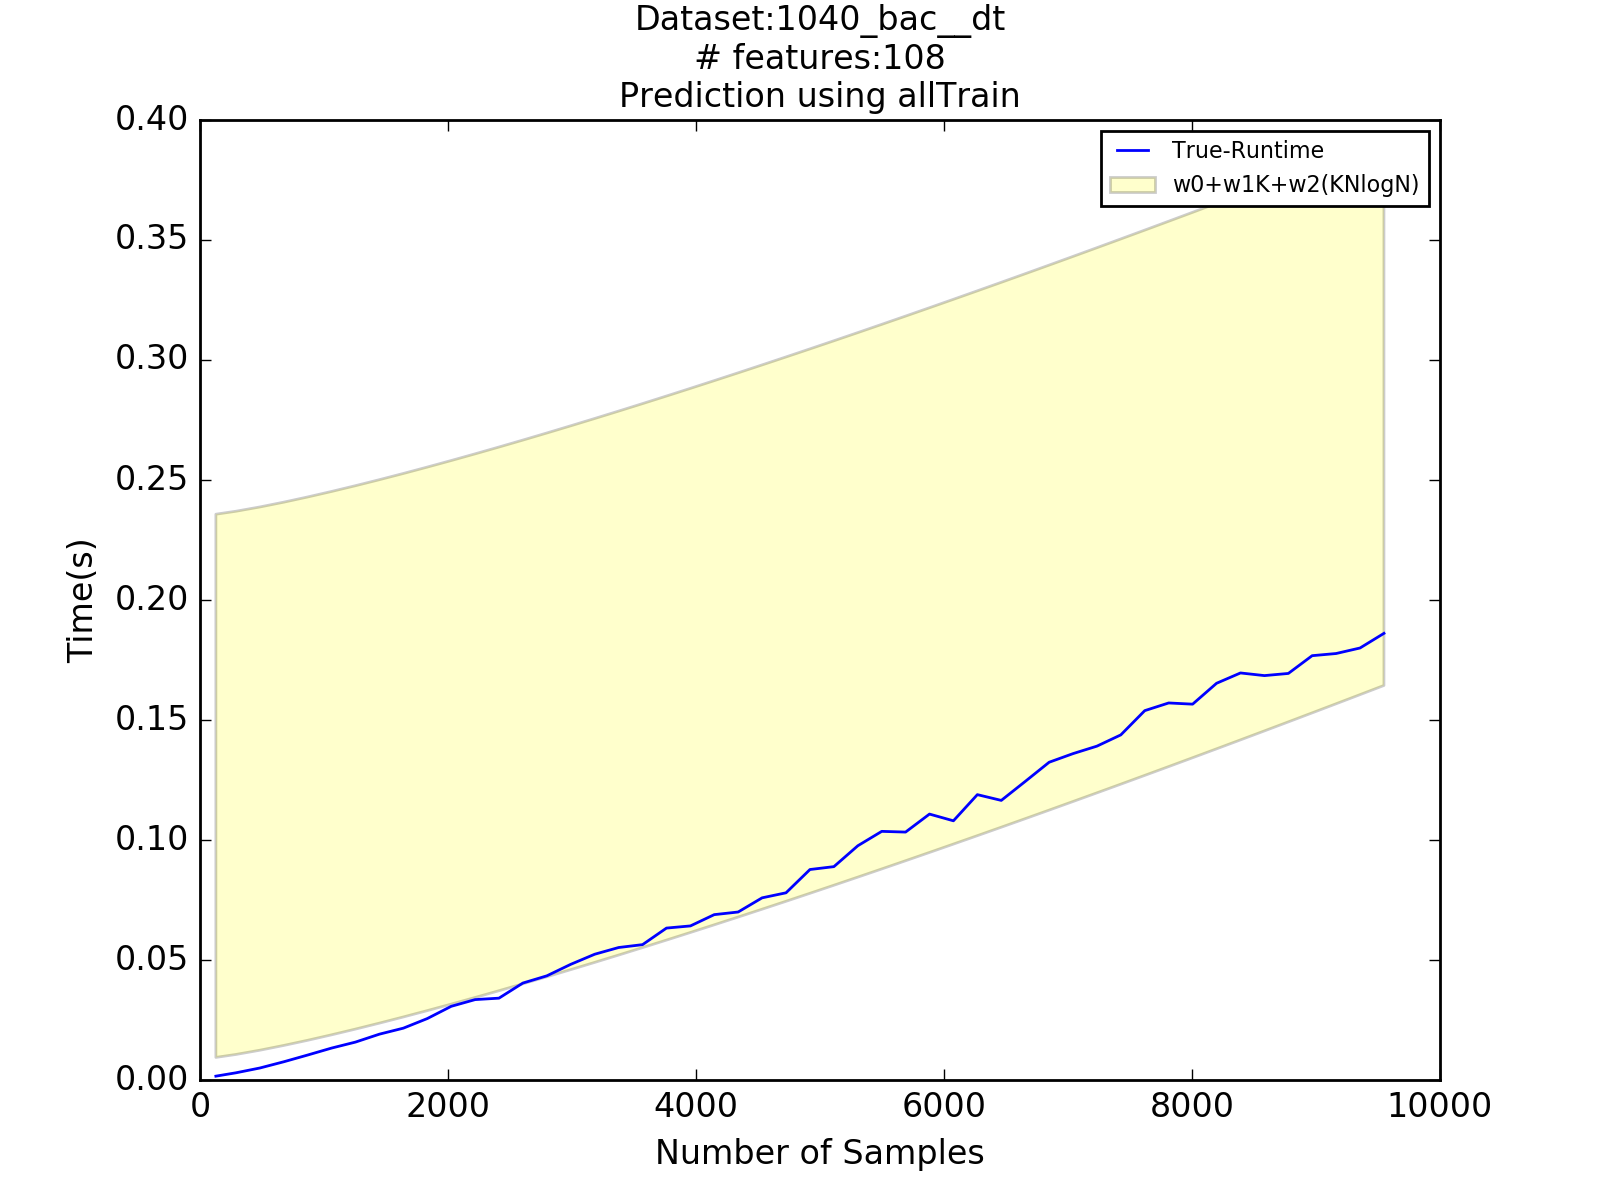 Dataset:1040_bac__dt
# features:108
Prediction using allTrain
0.40
0.35
0.30
0.25
0.20
0.15
0.10
0.05
0.00
Time(s)
True-Runtime
w0+w1K+w2(KNlogN)
0 2000 4000 6000 8000 10000
Number of Samples